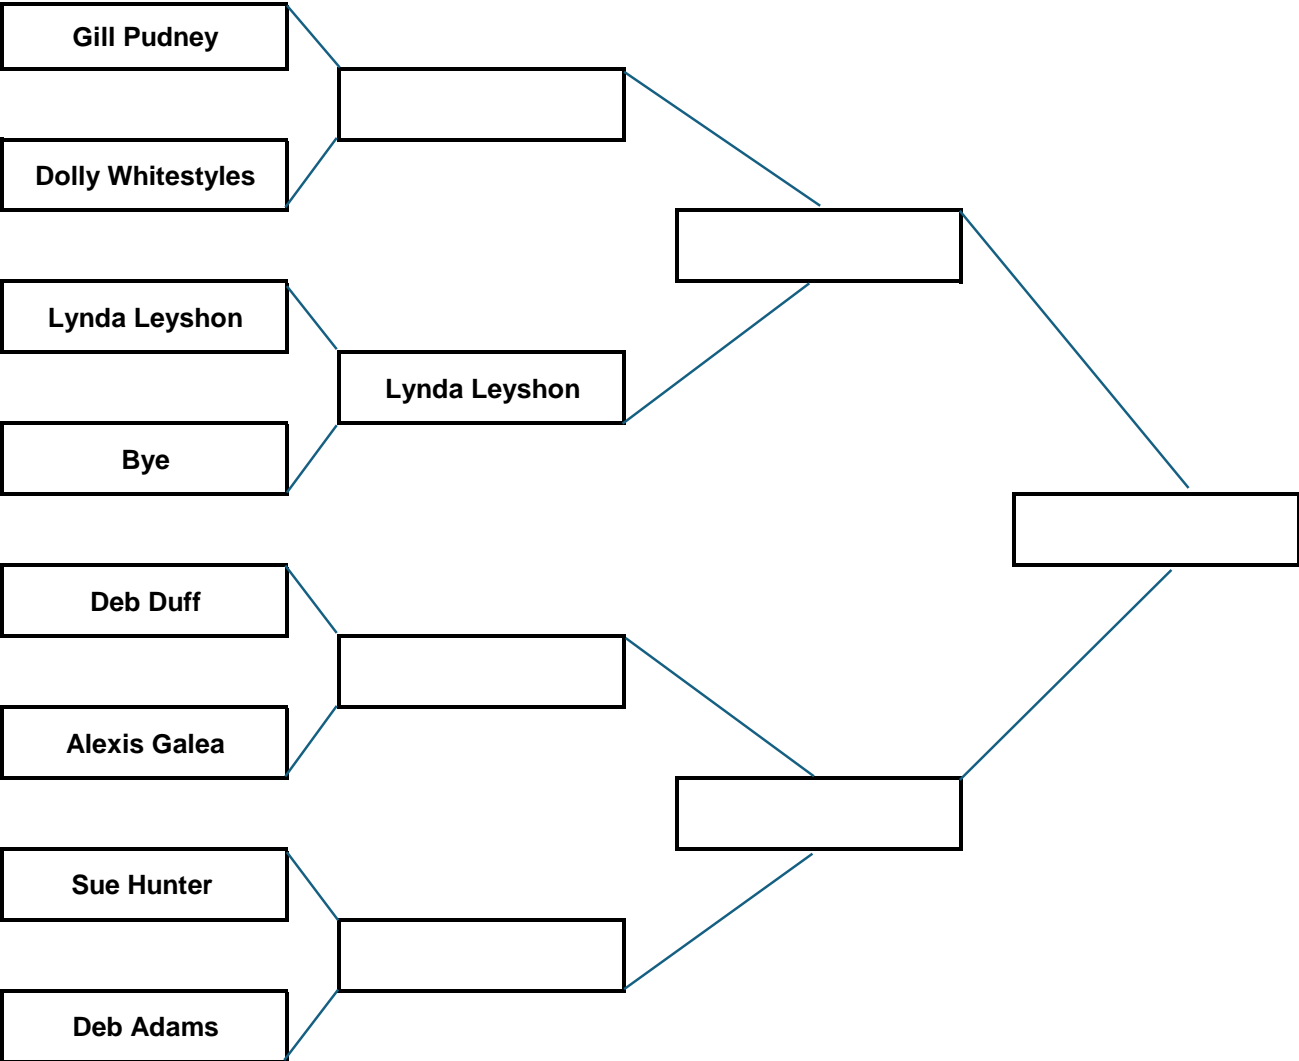 Gill Pudney
Dolly Whitestyles
Lynda Leyshon
Lynda Leyshon
Bye
Deb Duff
Alexis Galea
Sue Hunter
Deb Adams